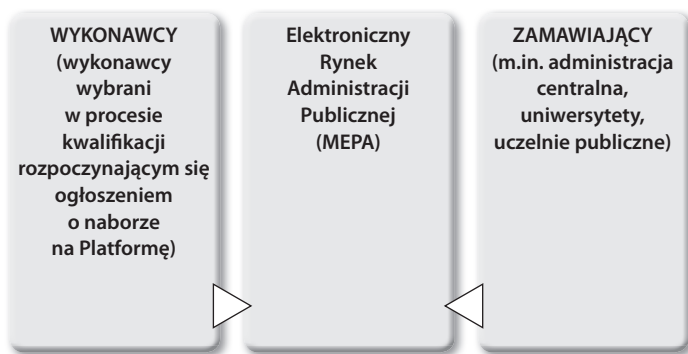 WYKONAWCY
(wykonawcy
wybrani
w procesie
kwalifikacji
rozpoczynającym się
ogłoszeniem
o naborze
na Platformę)
Elektroniczny
Rynek
Administracji
Publicznej
(MEPA)
ZAMAWIAJĄCY
(m.in. administracja
centralna,
uniwersytety,
uczelnie publiczne)